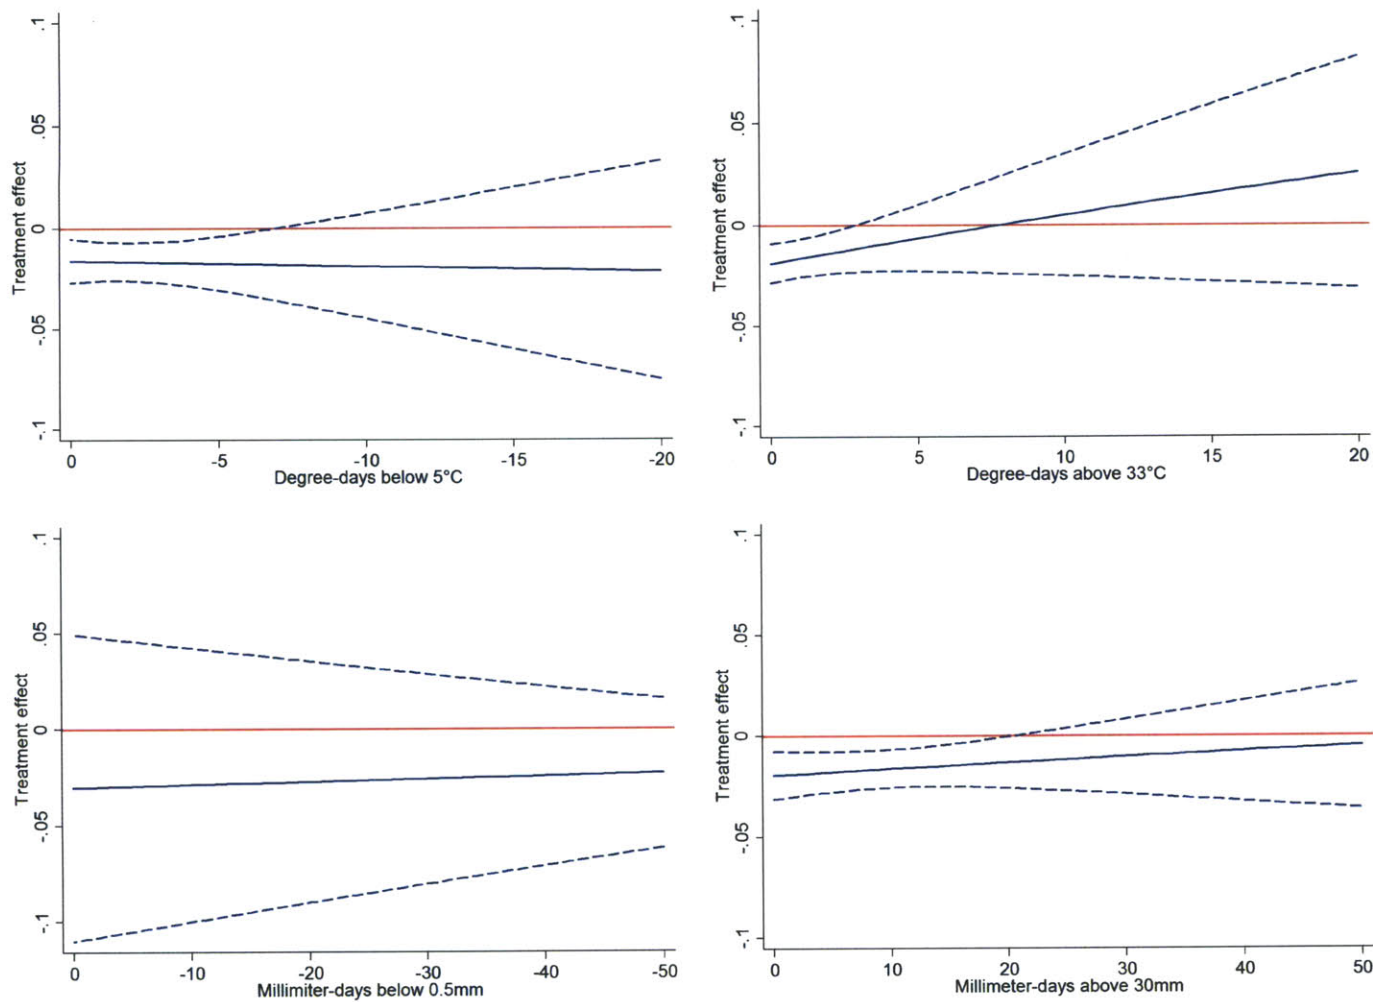 .1
.05
0
-.05
-.1
Treatment effect
0 -5 -10 -15 -20
Degree-days below 5°C
.1
.05
0
-.05
-.1
Treatment effect
0 5 10 15 20
Degree-days above 33°C
.1
.05
0
-.05
-.1
Treatment effect
0 -10 -20 -30 -40 -50
Millimiter-days below 0.5mm
.1
.05
0
-.05
-.1
Treatment effect
0 10 20 30 40 50
Millimeter-days above 30mm